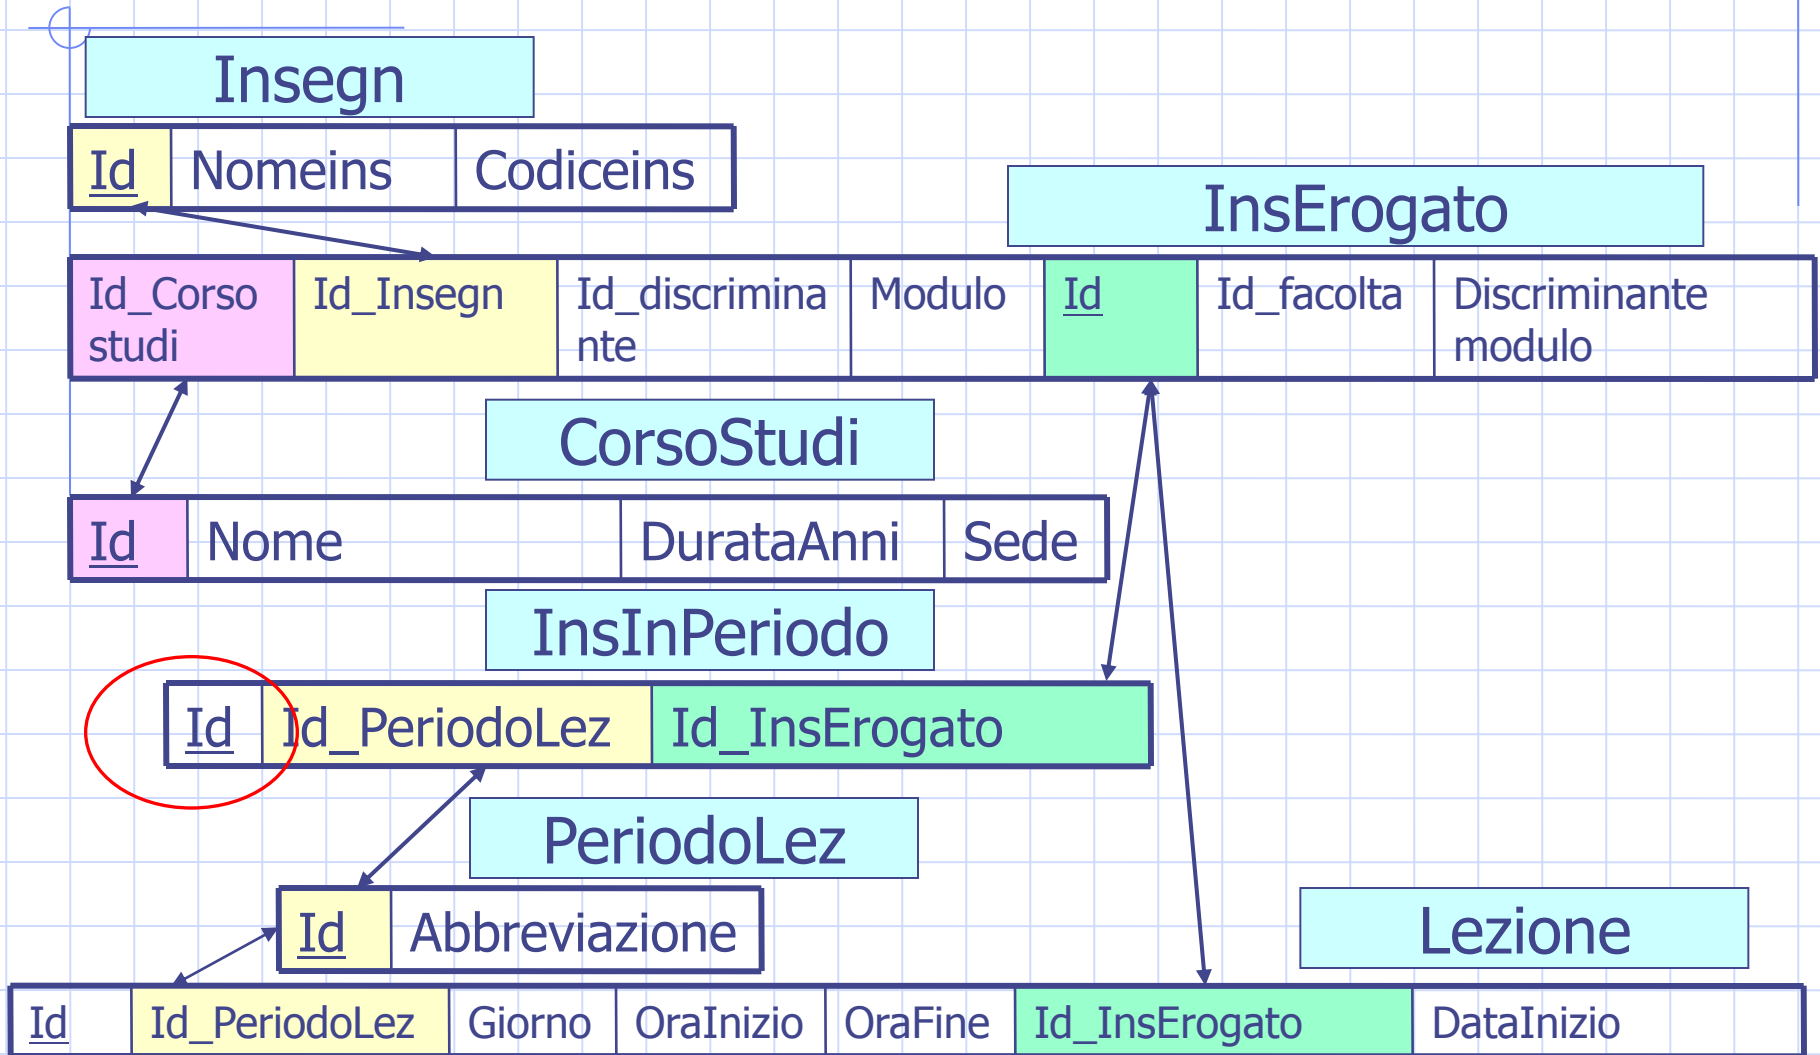 Insegn
Id Nomeins Codiceins
InsErogato
Id_Corso Id_Insegn Id_discrimina Modulo Id Id_facolta Discriminante
studi nte modulo
CorsoStudi
Id Nome DurataAnni Sede
InsInPeriodo
Id Id_PeriodoLez Id_InsErogato
PeriodoLez
Id Abbreviazione
Lezione
Id Id_PeriodoLez Giorno OraInizio OraFine Id_InsErogato DataInizio